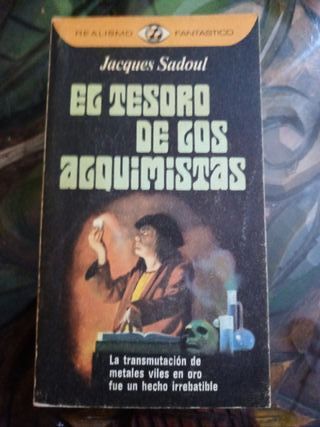 REALISMO FANTASTICO
Jacques Sadoul
EL TESORO
DE LOS
ALQUIMISTAS
La transmutación de
metales viles en oro
fue un hecho irrebatible